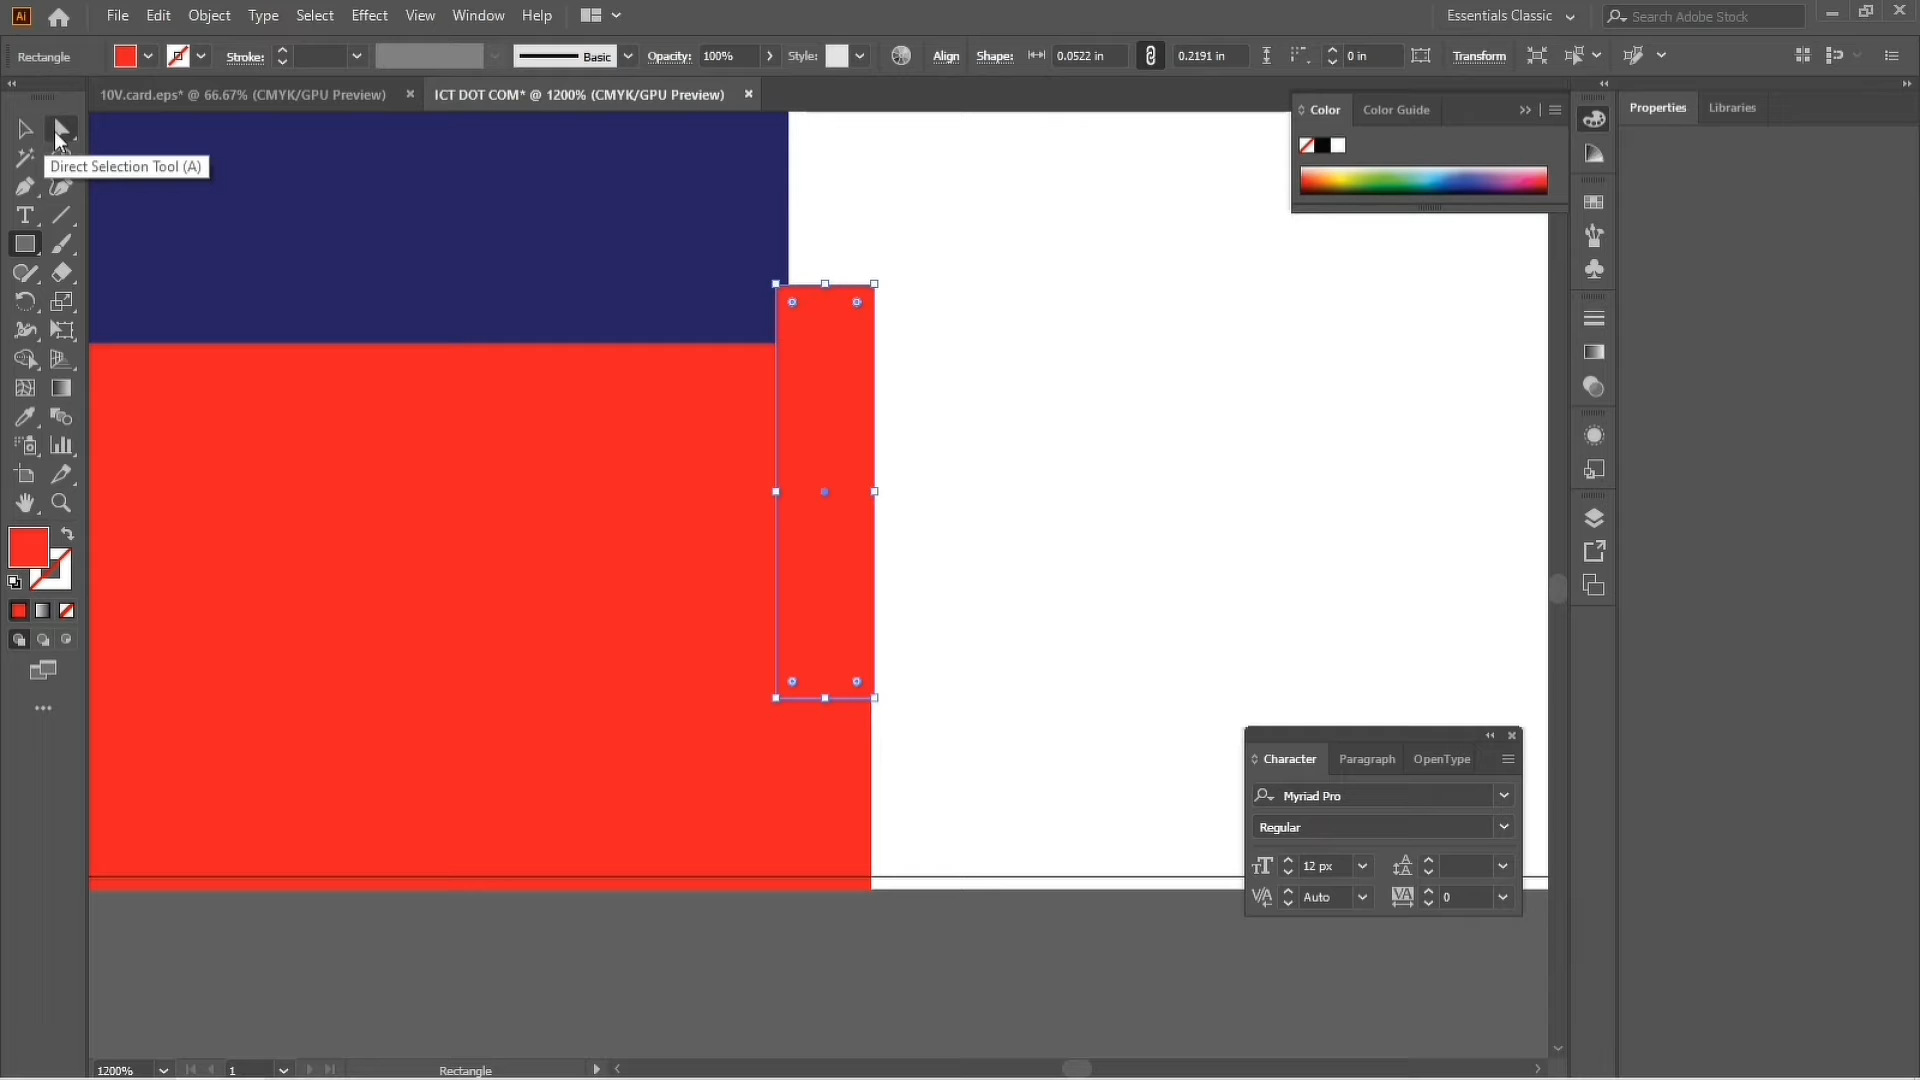 Ai File Edit Object Type Select Effect View Window Help Essentials Classic Search Adobe Stock
Rectangle Stroke: Basic Opacity: 100% Style: Align Shape: 0.0522 in 0.2191 in 0 in Transform
10V.card.eps* @ 66.67% (CMYK/GPU Preview) × ICT DOT COM* @ 1200% (CMYK/GPU Preview) ×
Color Color Guide
Properties Libraries
Direct Selection Tool (A)
Character Paragraph OpenType
Myriad Pro
Regular
12 px
Auto 0
1200% 1 Rectangle